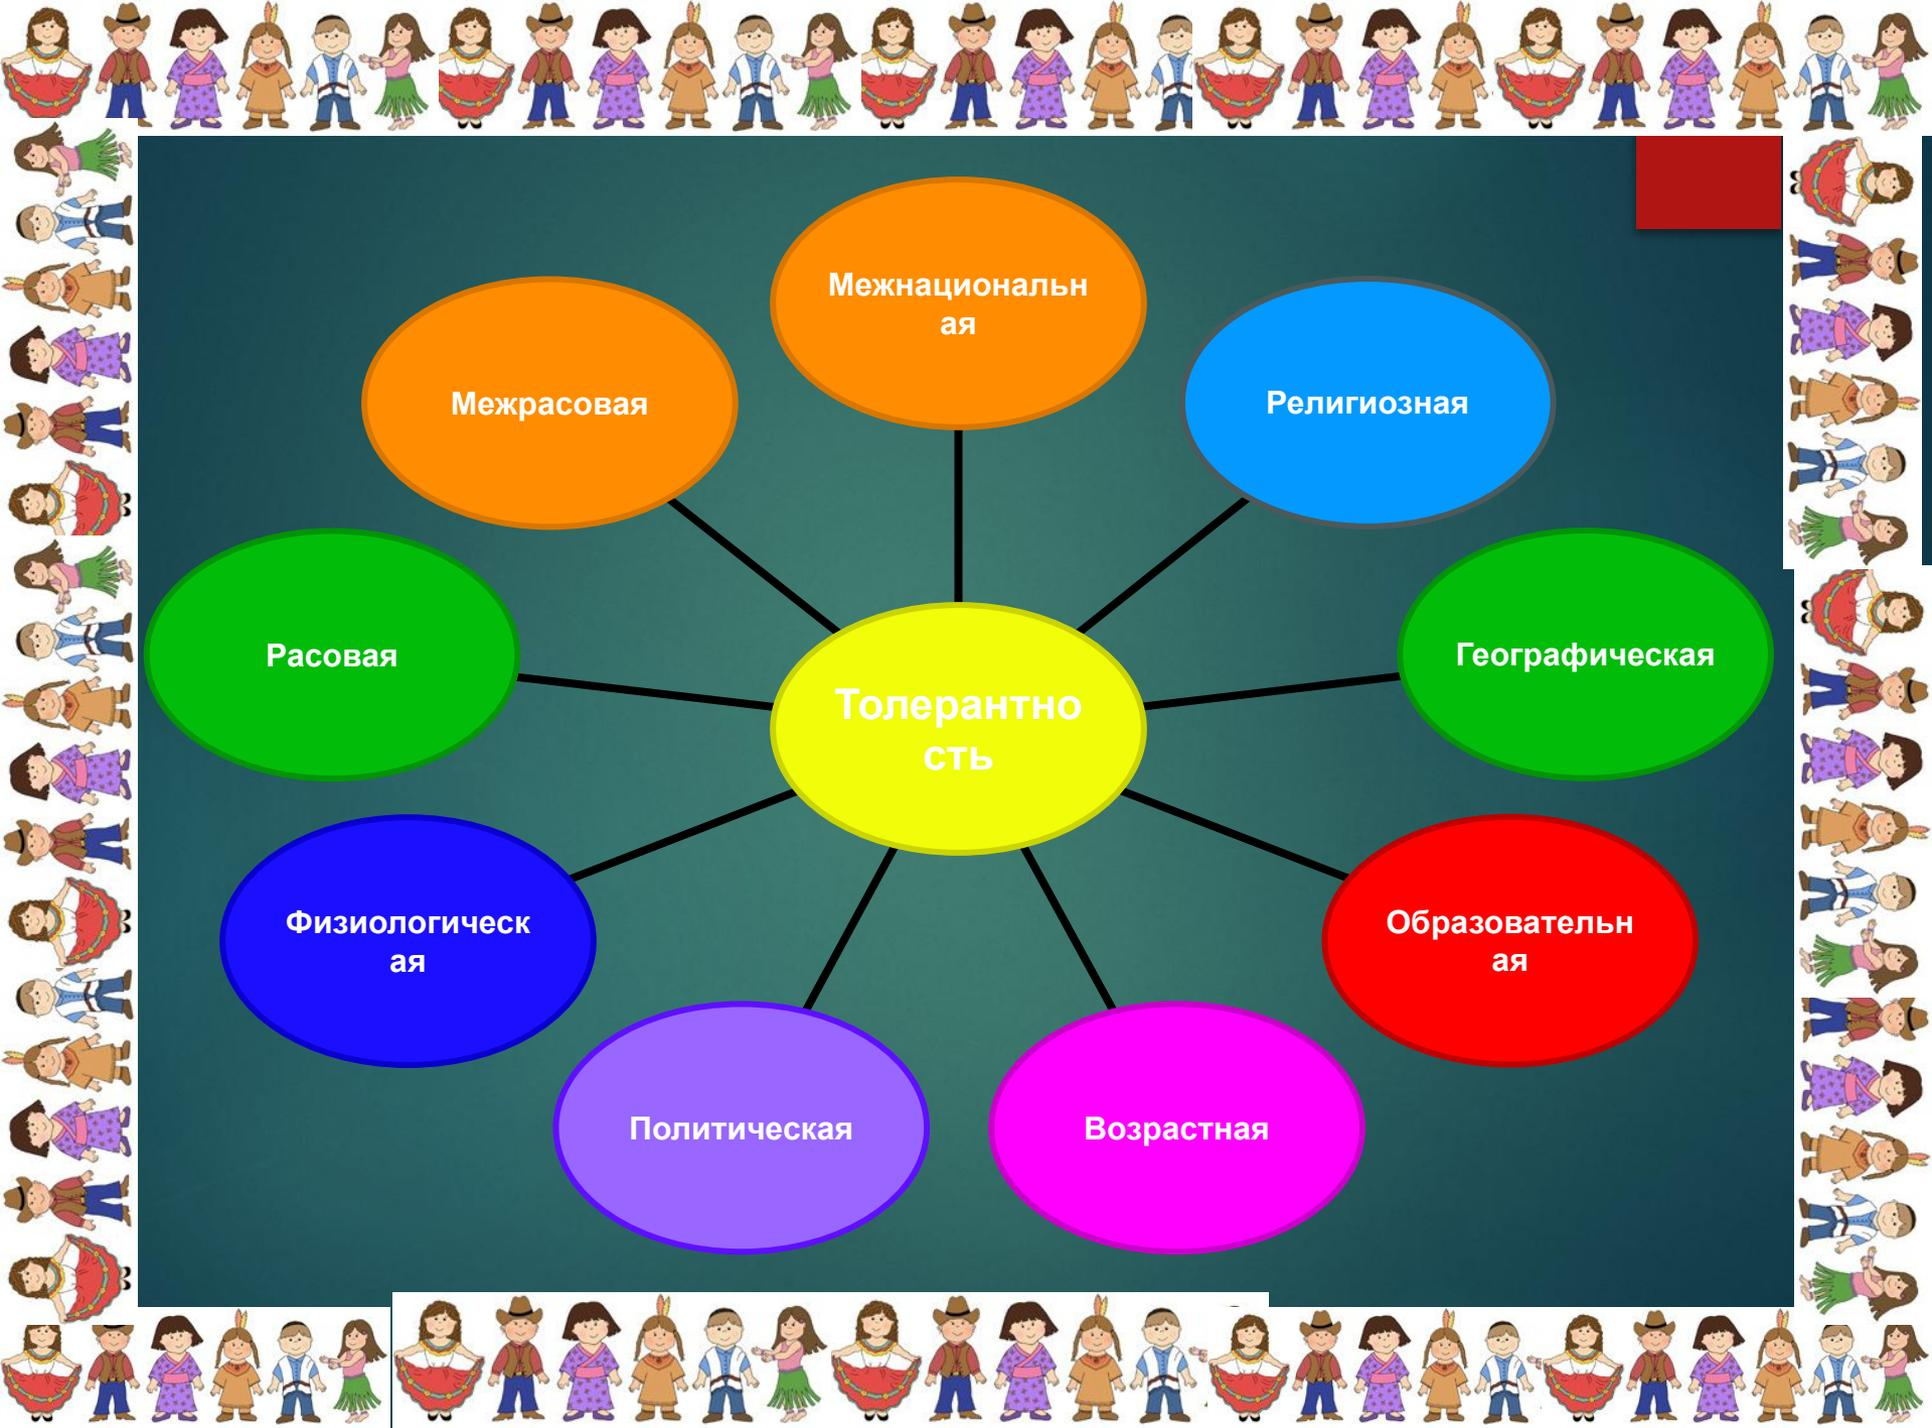 Межнациональн
ая
Межрасовая
Религиозная
Расовая
Географическая
Толерантно
сть
Физиологическ
ая
Образовательн
ая
Политическая
Возрастная